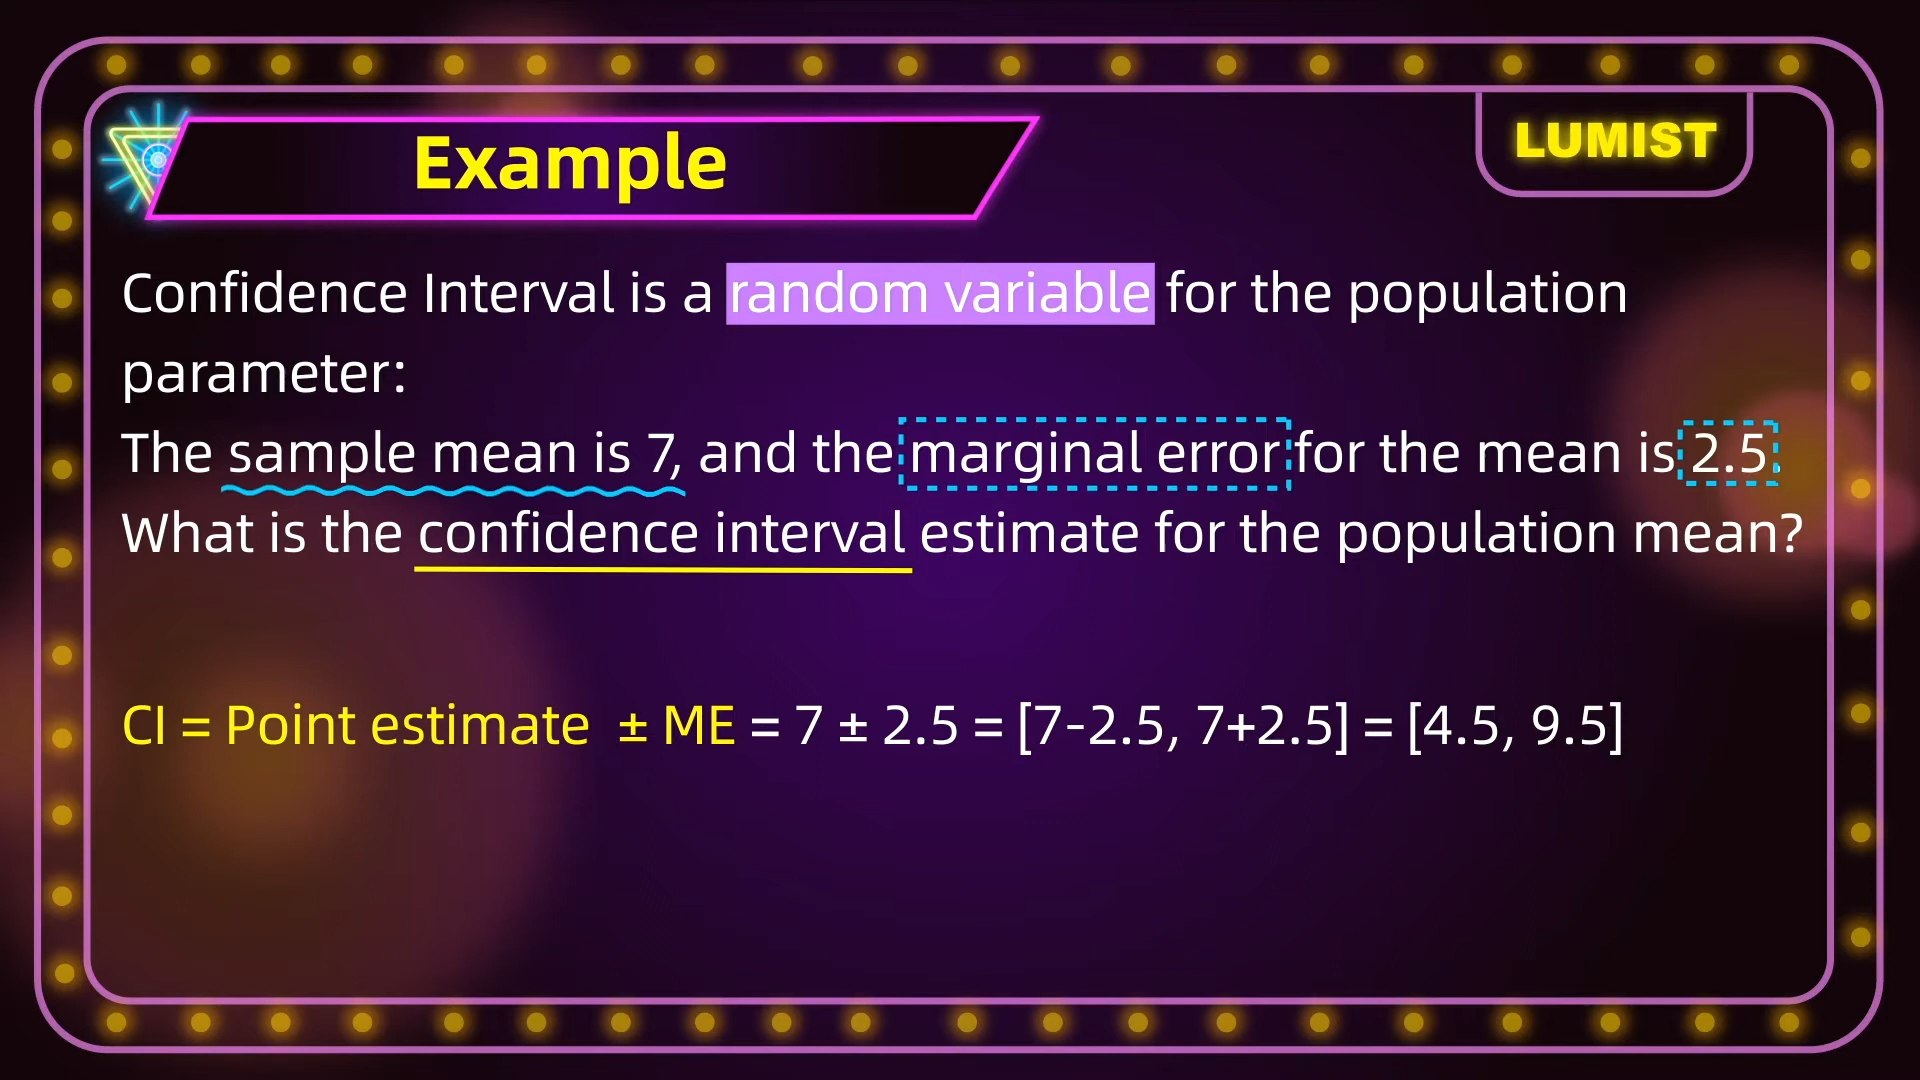 Example
LUMIST
Confidence Interval is a random variable for the population
parameter:
The sample mean is 7, and the marginal error for the mean is 2.5.
What is the confidence interval estimate for the population mean?
CI = Point estimate ± ME = 7 ± 2.5 = [7-2.5, 7+2.5] = [4.5, 9.5]